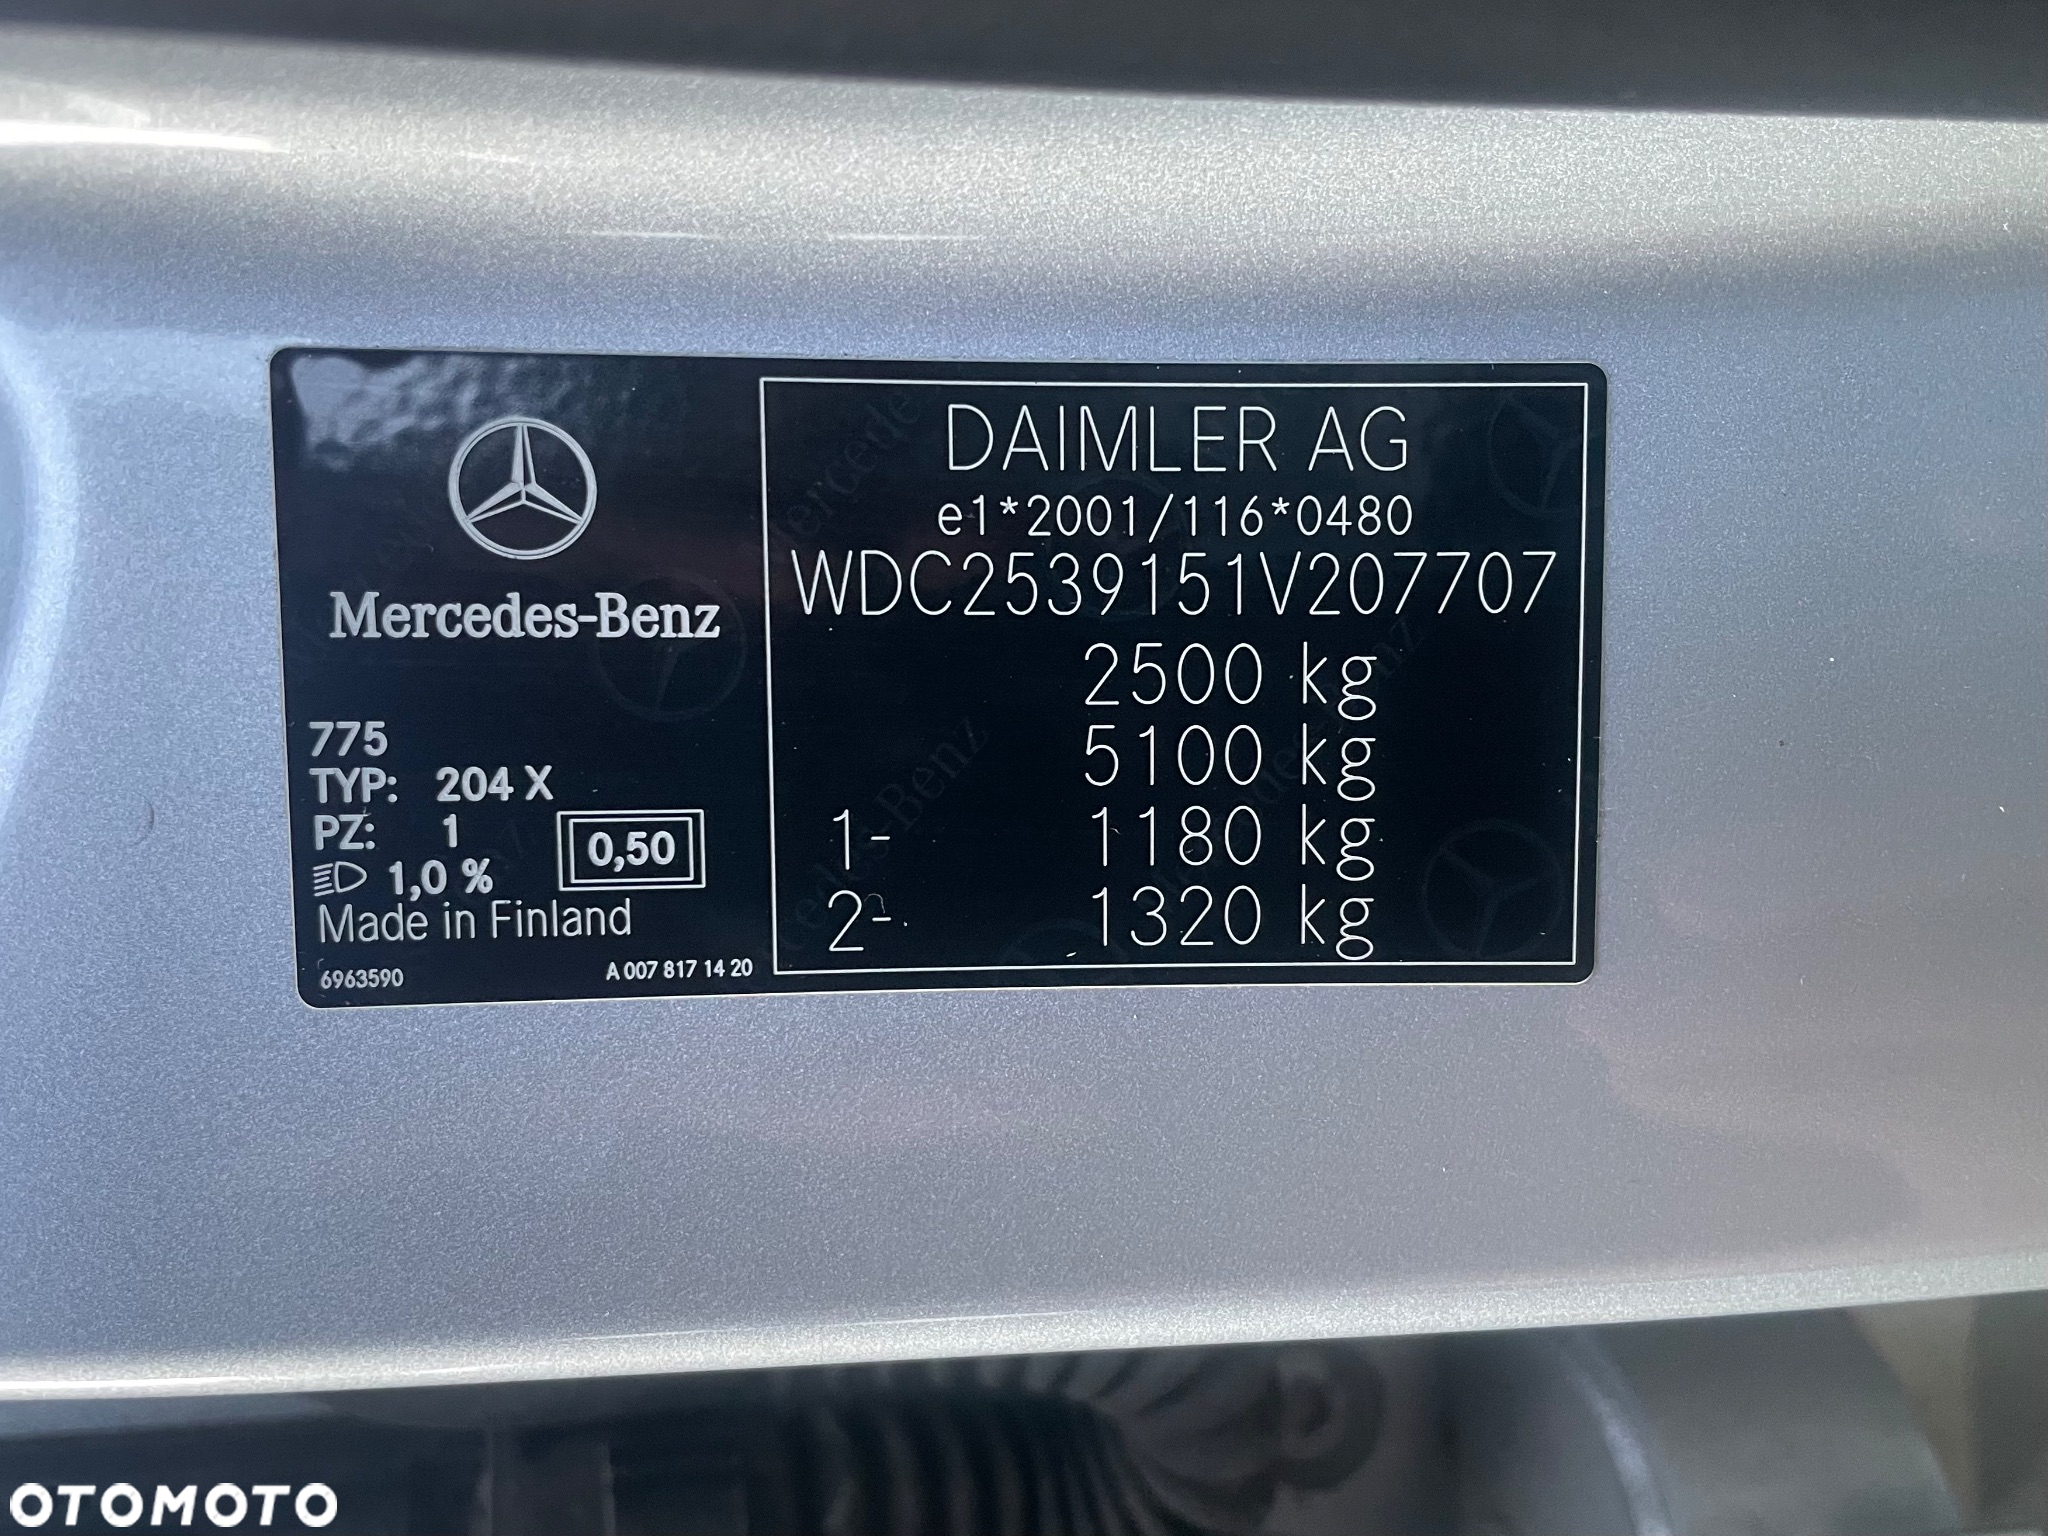 Mercedes-Benz
775
TYP: 204 X
PZ: 1
1,0 %
0,50
Made in Finland
6963590
A 007 817 14 20
DAIMLER AG
e1*2001/116*0480
WDC2539151V207707
2500 kg
5100 kg
1- 1180 kg
2- 1320 kg
OTOMOTO